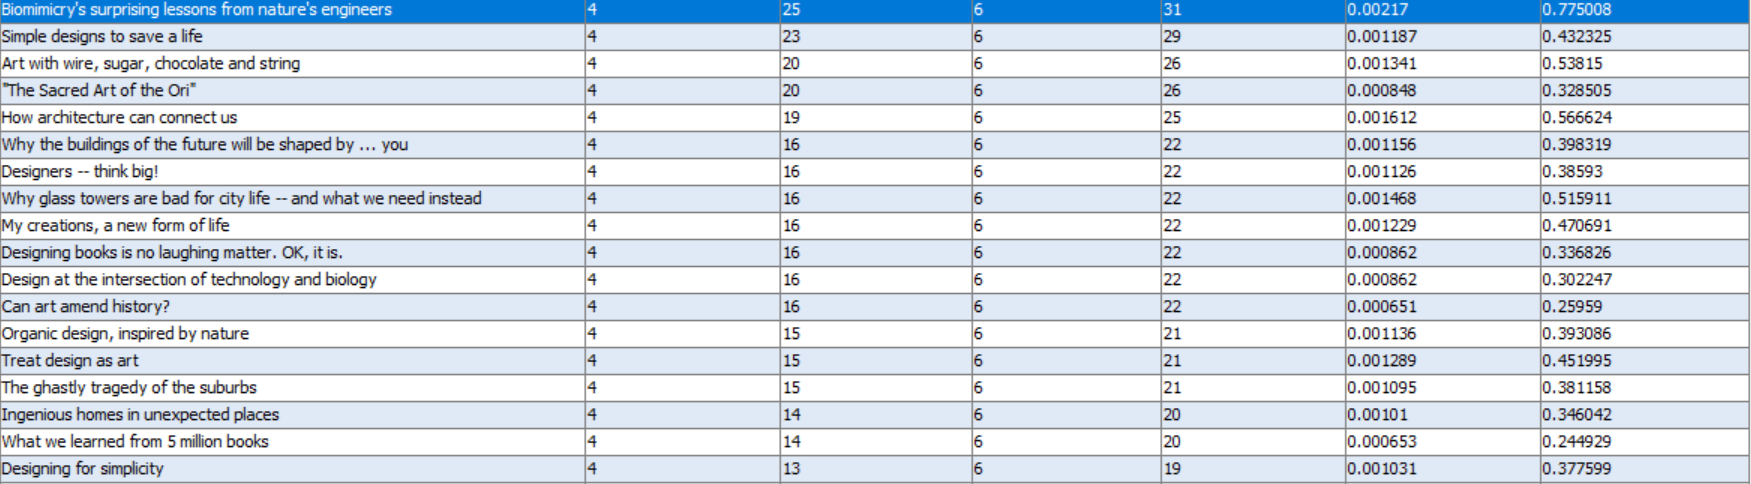 Biomimicry's surprising lessons from nature's engineers 4 25 6 31 0.00217 0.775008
Simple designs to save a life 4 23 6 29 0.001187 0.432325
Art with wire, sugar, chocolate and string 4 20 6 26 0.001341 0.53815
"The Sacred Art of the Ori" 4 20 6 26 0.000848 0.328505
How architecture can connect us 4 19 6 25 0.001612 0.566624
Why the buildings of the future will be shaped by ... you 4 16 6 22 0.001156 0.398319
Designers -- think big! 4 16 6 22 0.001126 0.38593
Why glass towers are bad for city life -- and what we need instead 4 16 6 22 0.001468 0.515911
My creations, a new form of life 4 16 6 22 0.001229 0.470691
Designing books is no laughing matter. OK, it is. 4 16 6 22 0.000862 0.336826
Design at the intersection of technology and biology 4 16 6 22 0.000862 0.302247
Can art amend history? 4 16 6 22 0.000651 0.25959
Organic design, inspired by nature 4 15 6 21 0.001136 0.393086
Treat design as art 4 15 6 21 0.001289 0.451995
The ghastly tragedy of the suburbs 4 15 6 21 0.001095 0.381158
Ingenious homes in unexpected places 4 14 6 20 0.00101 0.346042
What we learned from 5 million books 4 14 6 20 0.000653 0.244929
Designing for simplicity 4 13 6 19 0.001031 0.377599